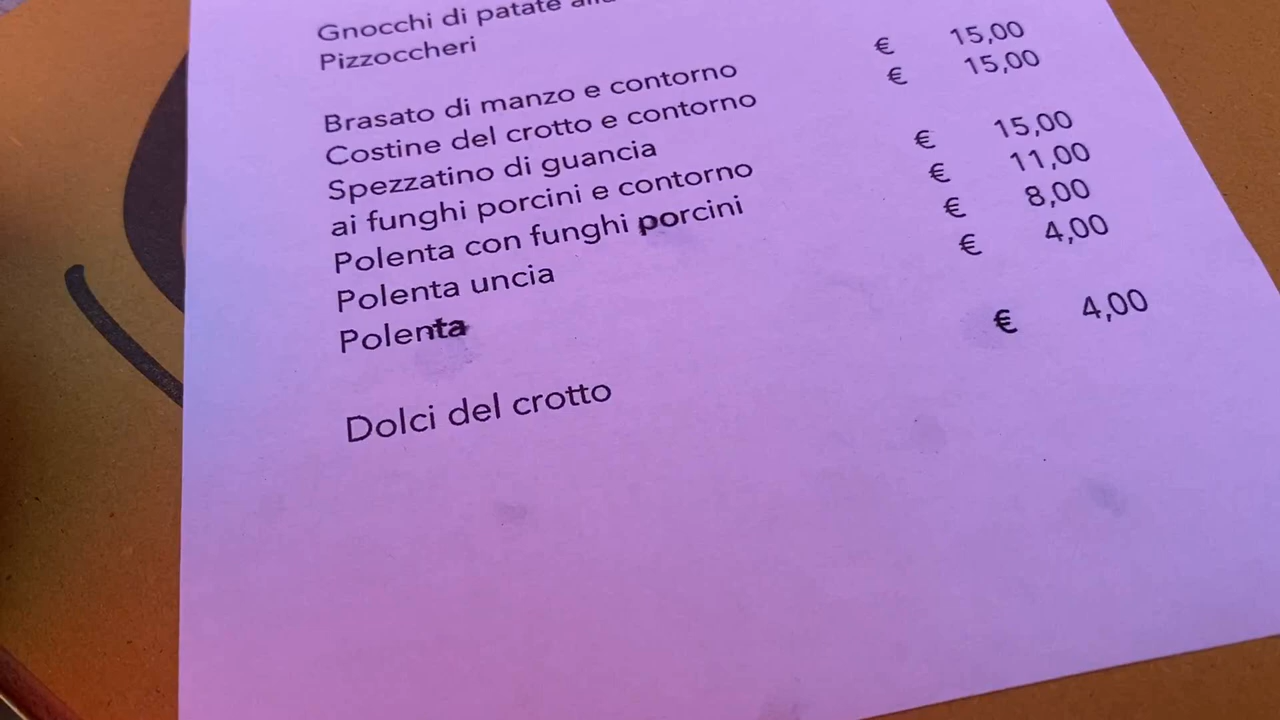 Gnocchi di patate
Pizzoccheri
Brasato di manzo e contorno € 15,00
Costine del crotto e contorno € 15,00
Spezzatino di guancia
ai funghi porcini e contorno € 15,00
Polenta con funghi porcini € 11,00
Polenta uncia € 8,00
Polenta € 4,00
Dolci del crotto € 4,00